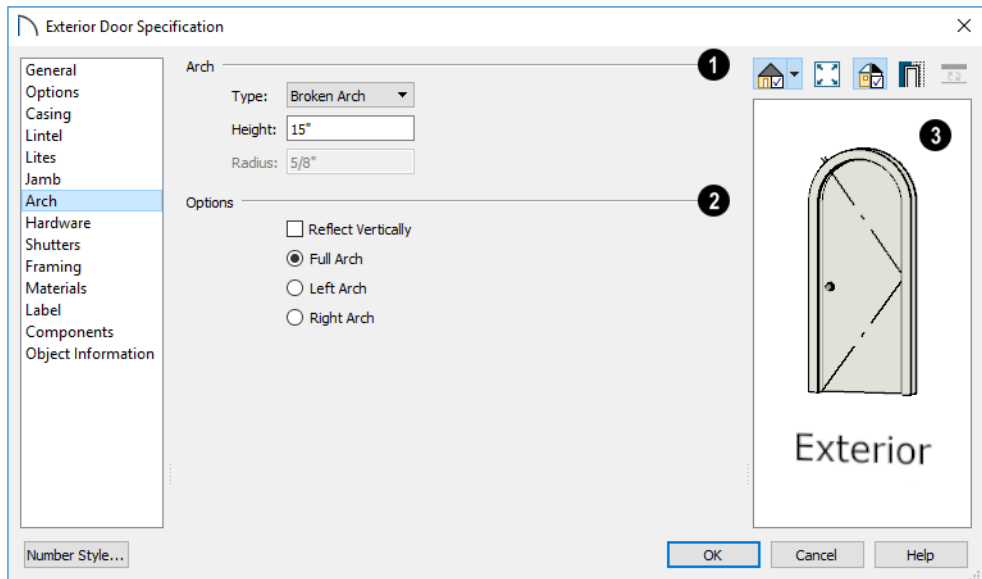 Exterior Door Specification
General
Options
Casing
Lintel
Lites
Jamb
Arch
Hardware
Shutters
Framing
Materials
Label
Components
Object Information
Number Style...
Arch
1
Type: Broken Arch
Height: 15"
Radius: 5/8"
Options
2
Reflect Vertically
Full Arch
Left Arch
Right Arch
3
Exterior
OK Cancel Help